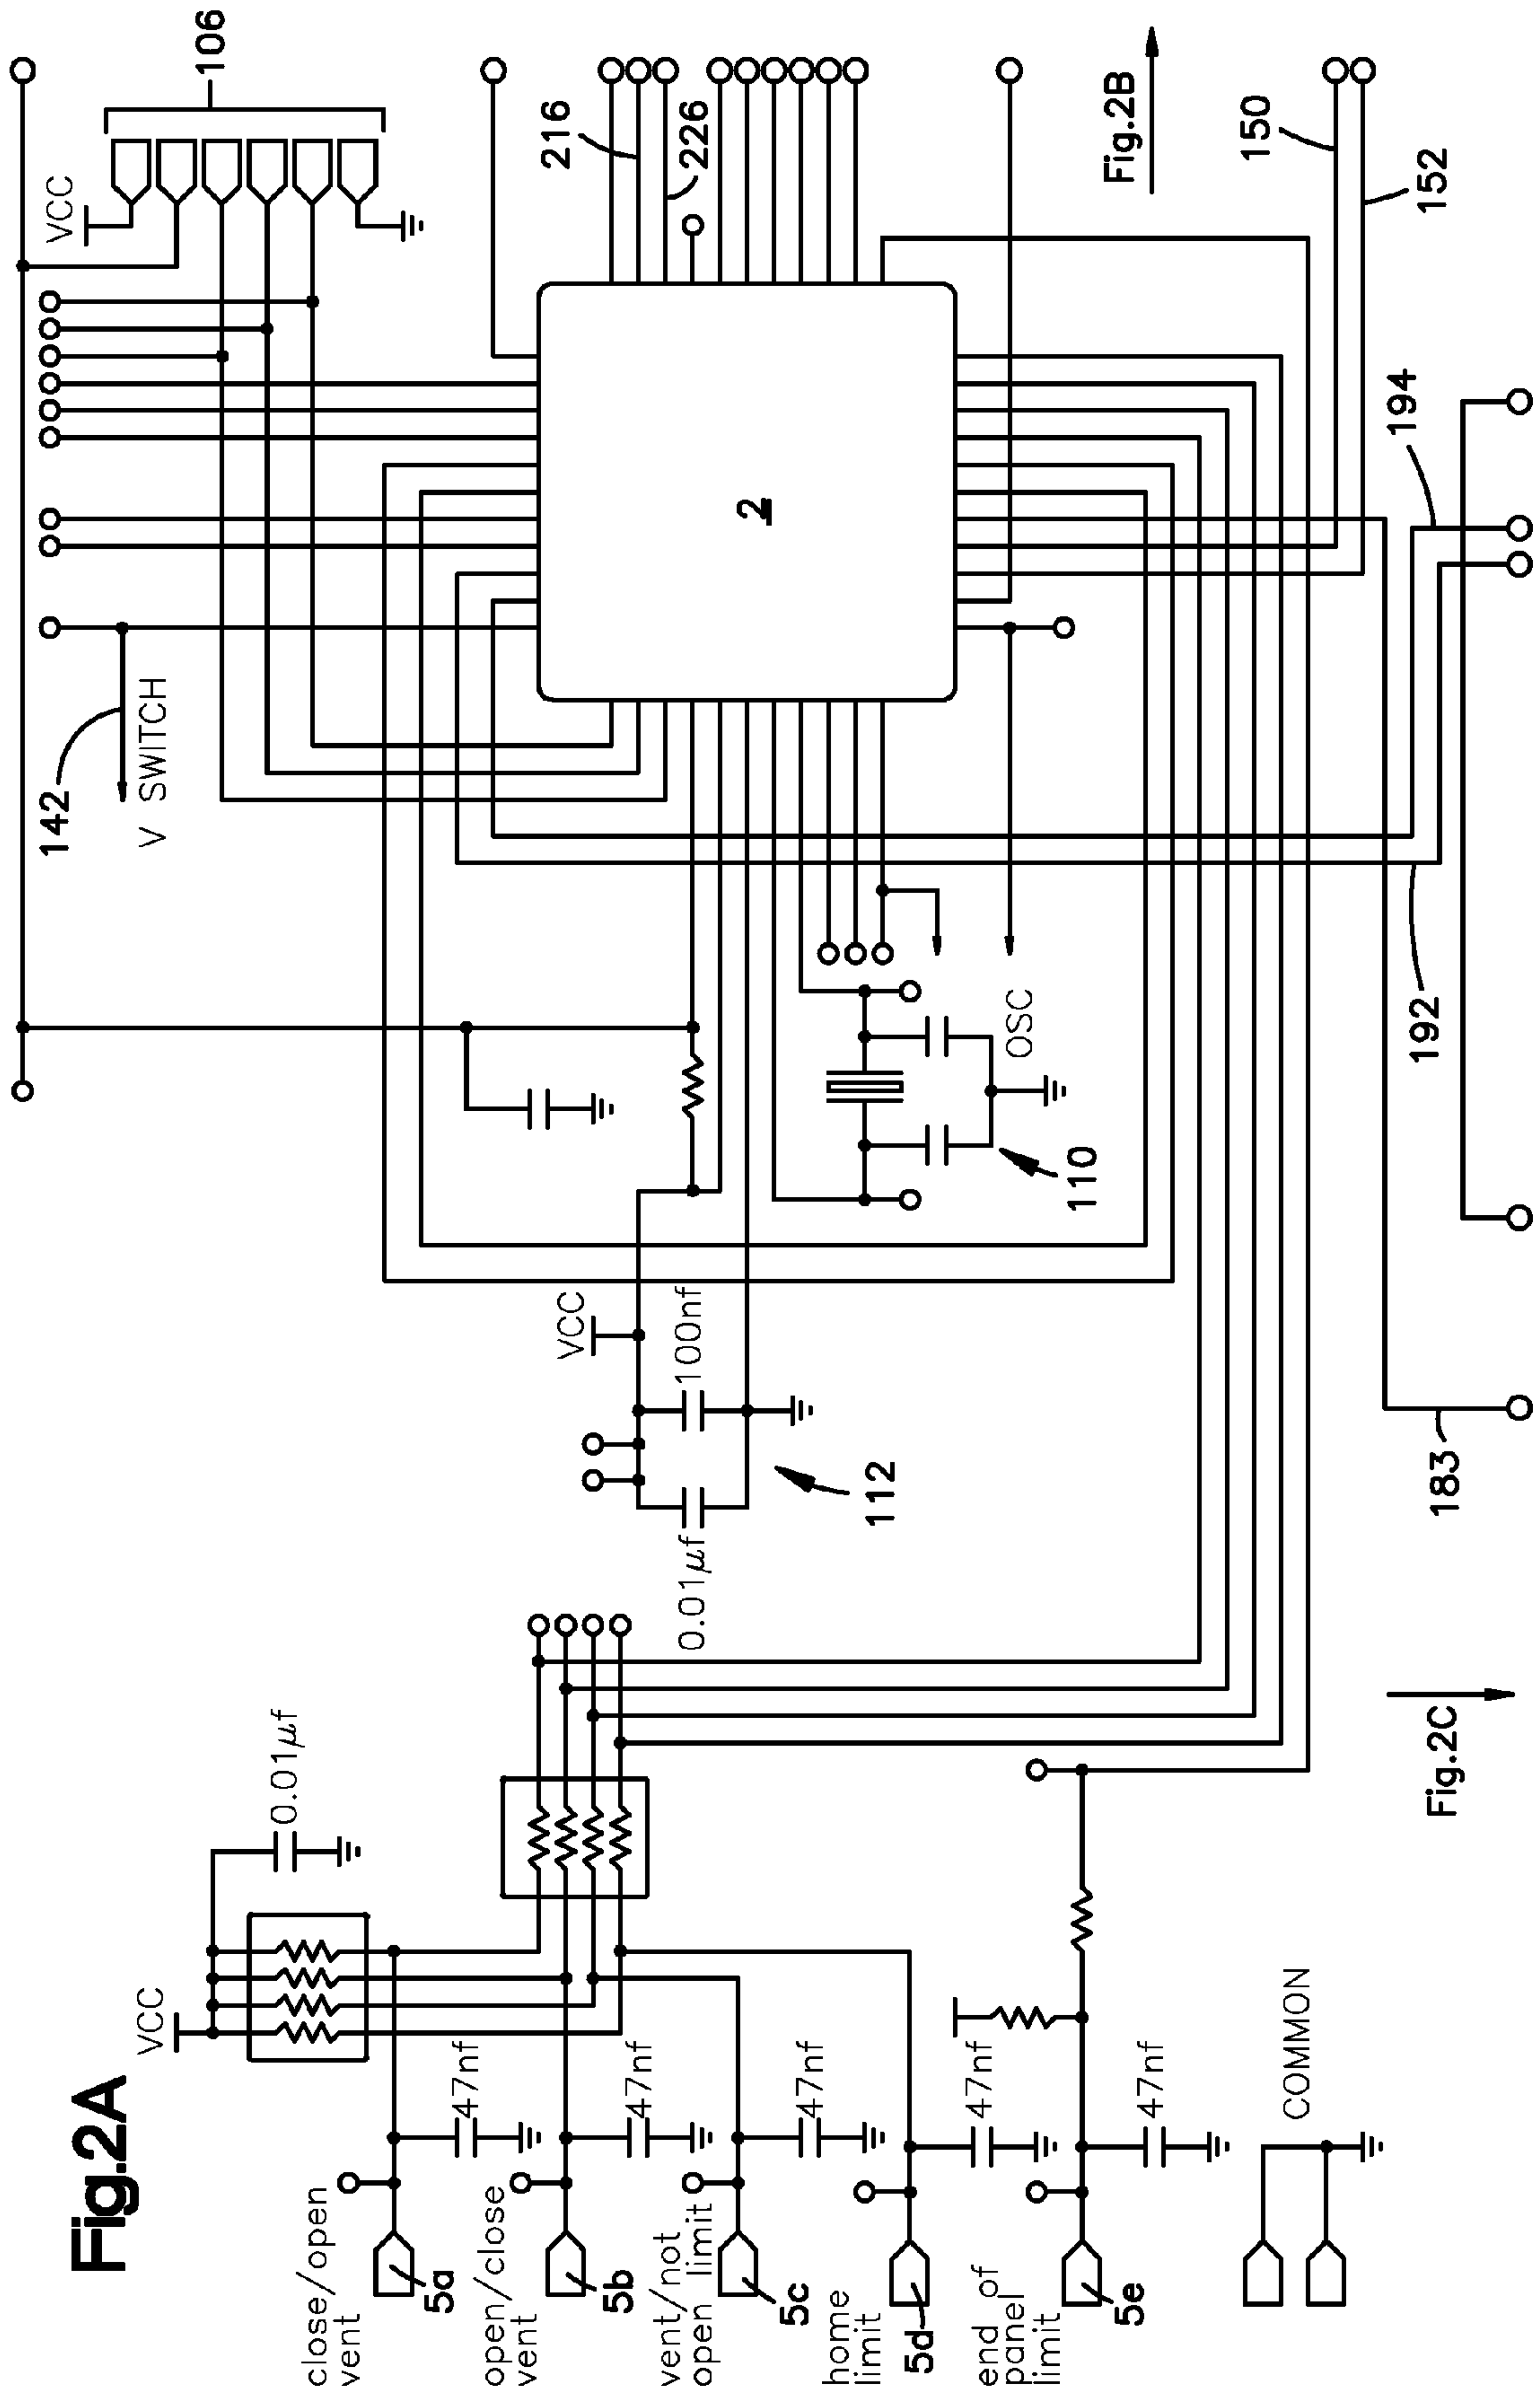 Fig.2A
close/open
vent
5a
open/close
vent
5b
vent/not
open limit
5c
home
limit
5d
end of
panel
limit
5e
COMMON
VCC
0.01µf
47nf
47nf
47nf
47nf
47nf
VCC
0.01µf
100nf
112
110
OSC
142
V SWITCH
VCC
106
2
216
226
Fig.2B
150
152
194
192
183
Fig.2C